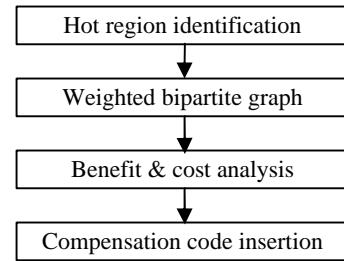 Hot region identification
Weighted bipartite graph
Benefit & cost analysis
Compensation code insertion